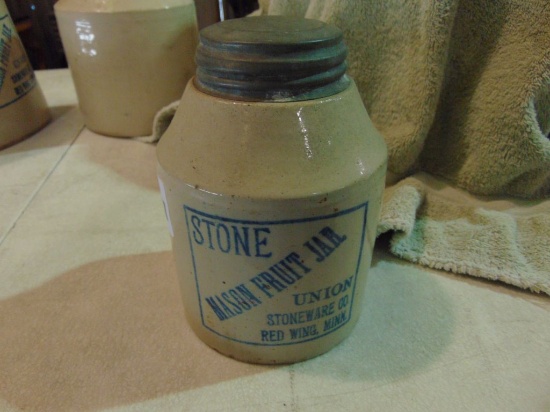 STONE
MASON FRUIT JAR
UNION
STONEWARE CO
RED WING, MINN.